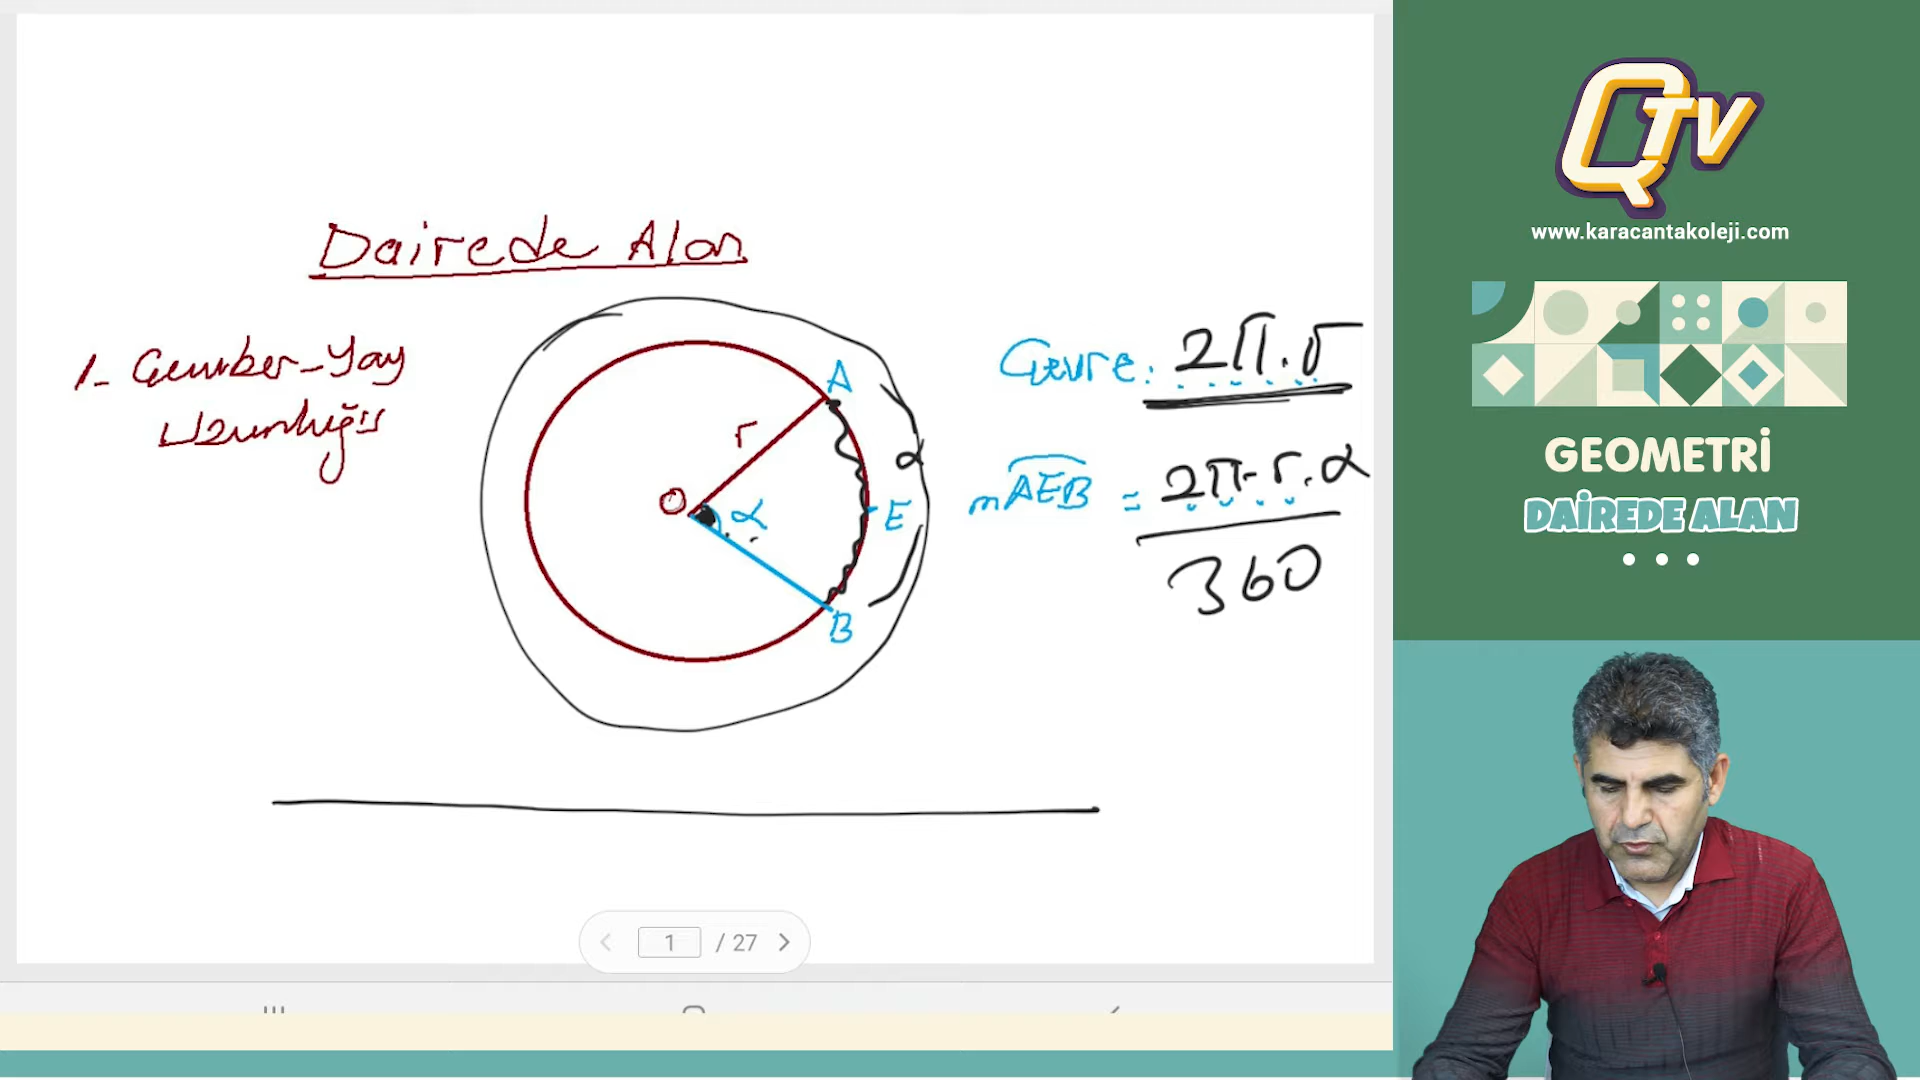 Dairede Alan
1- Çember-Yay
Uzunluğu
A
r
O
α
α
E
B
Çevre: 2π.r
mAEB = 2π.r.α
360
1 / 27
QTV
www.karacantakoleji.com
GEOMETRİ
DAİREDE ALAN